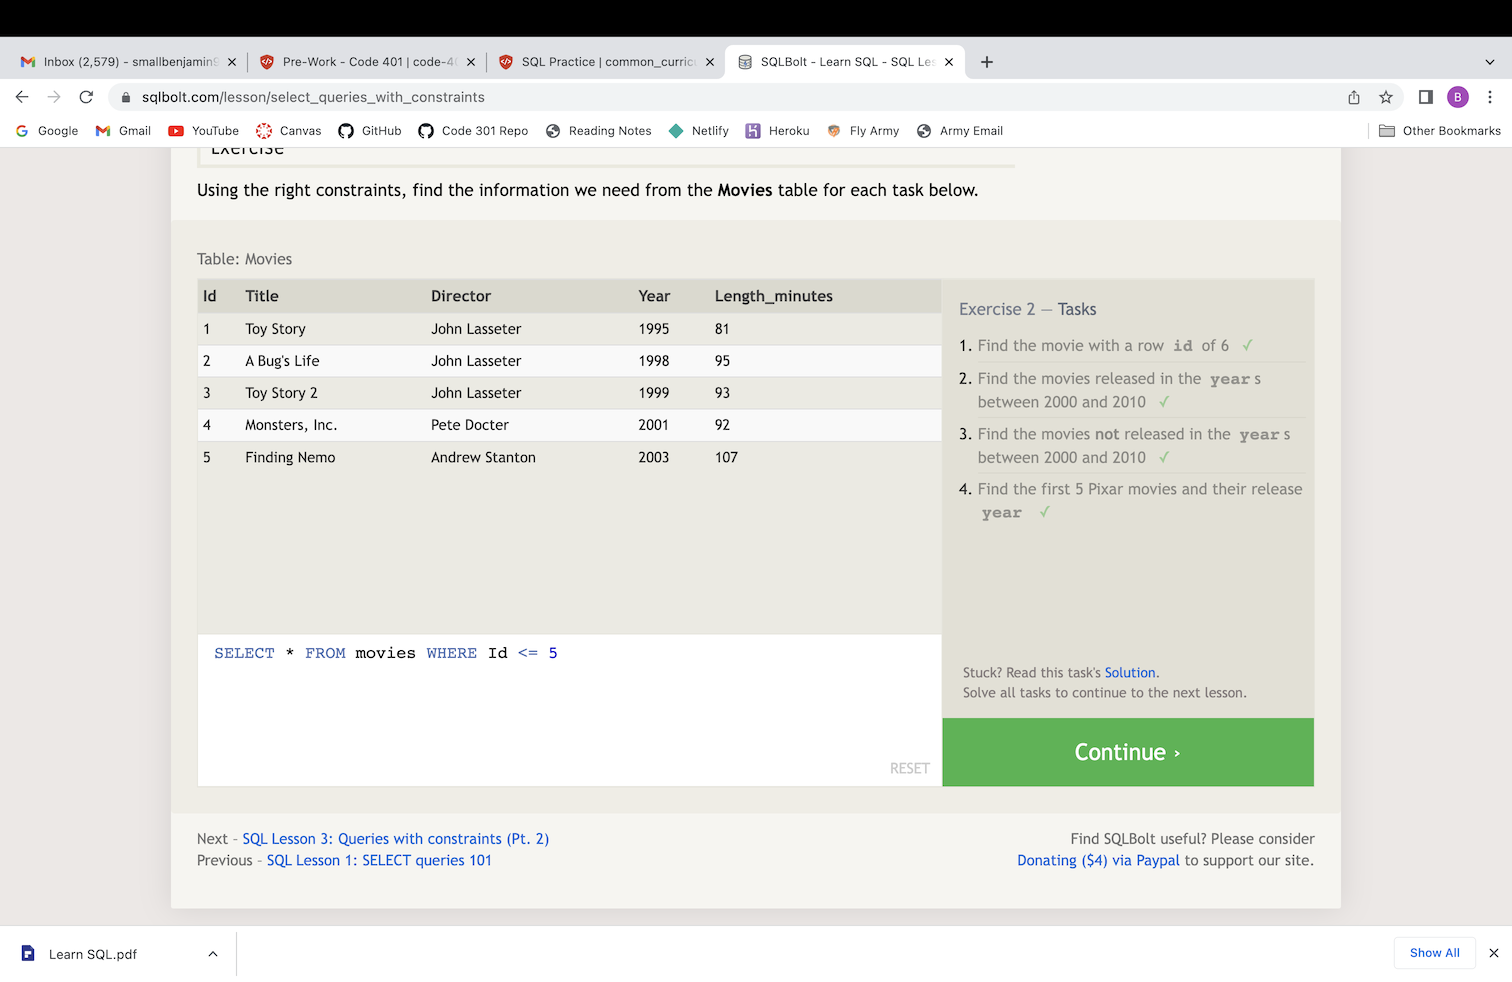 Inbox (2,579) - smallbenjamin9
Pre-Work - Code 401 | code-40
SQL Practice | common_curric
SQLBolt - Learn SQL - SQL Les
sqlbolt.com/lesson/select_queries_with_constraints
B
Google
Gmail
YouTube
Canvas
GitHub
Code 301 Repo
Reading Notes
Netlify
Heroku
Fly Army
Army Email
Other Bookmarks
Exercise
Using the right constraints, find the information we need from the Movies table for each task below.
Table: Movies
Id Title Director Year Length_minutes
1 Toy Story John Lasseter 1995 81
2 A Bug's Life John Lasseter 1998 95
3 Toy Story 2 John Lasseter 1999 93
4 Monsters, Inc. Pete Docter 2001 92
5 Finding Nemo Andrew Stanton 2003 107
SELECT * FROM movies WHERE Id <= 5
RESET
Exercise 2 — Tasks
1. Find the movie with a row id of 6 ✓
2. Find the movies released in the year s
between 2000 and 2010 ✓
3. Find the movies not released in the year s
between 2000 and 2010 ✓
4. Find the first 5 Pixar movies and their release
year ✓
Stuck? Read this task's Solution.
Solve all tasks to continue to the next lesson.
Continue ›
Next - SQL Lesson 3: Queries with constraints (Pt. 2)
Previous - SQL Lesson 1: SELECT queries 101
Find SQLBolt useful? Please consider
Donating ($4) via Paypal to support our site.
Learn SQL.pdf
Show All